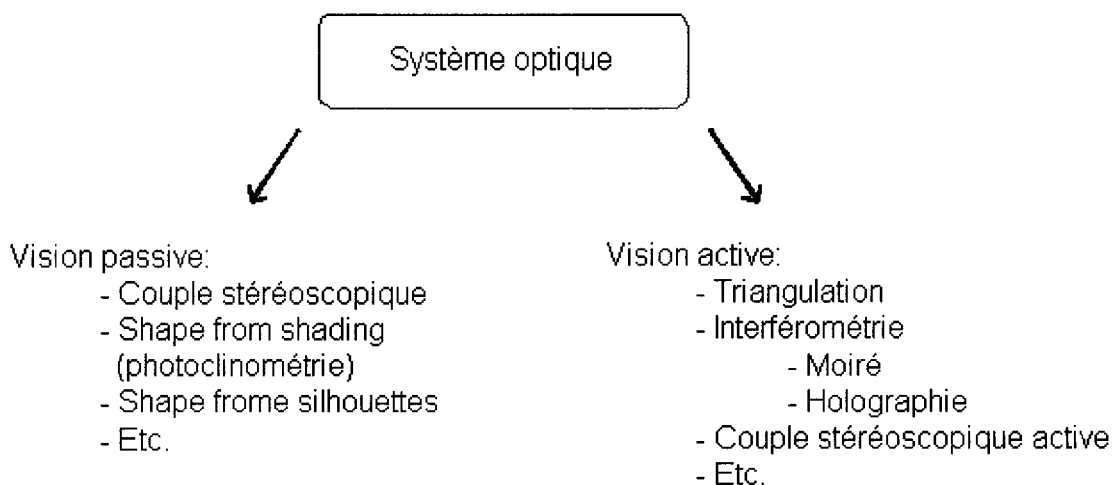 Système optique
Vision passive:
- Couple stéréoscopique
- Shape from shading
(photoclinométrie)
- Shape frome silhouettes
- Etc.
Vision active:
- Triangulation
- Interférométrie
- Moiré
- Holographie
- Couple stéréoscopique active
- Etc.